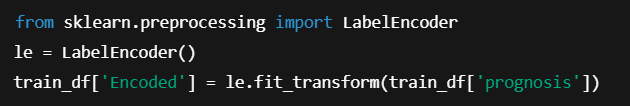 from sklearn.preprocessing import LabelEncoder
le = LabelEncoder()
train_df['Encoded'] = le.fit_transform(train_df['prognosis'])